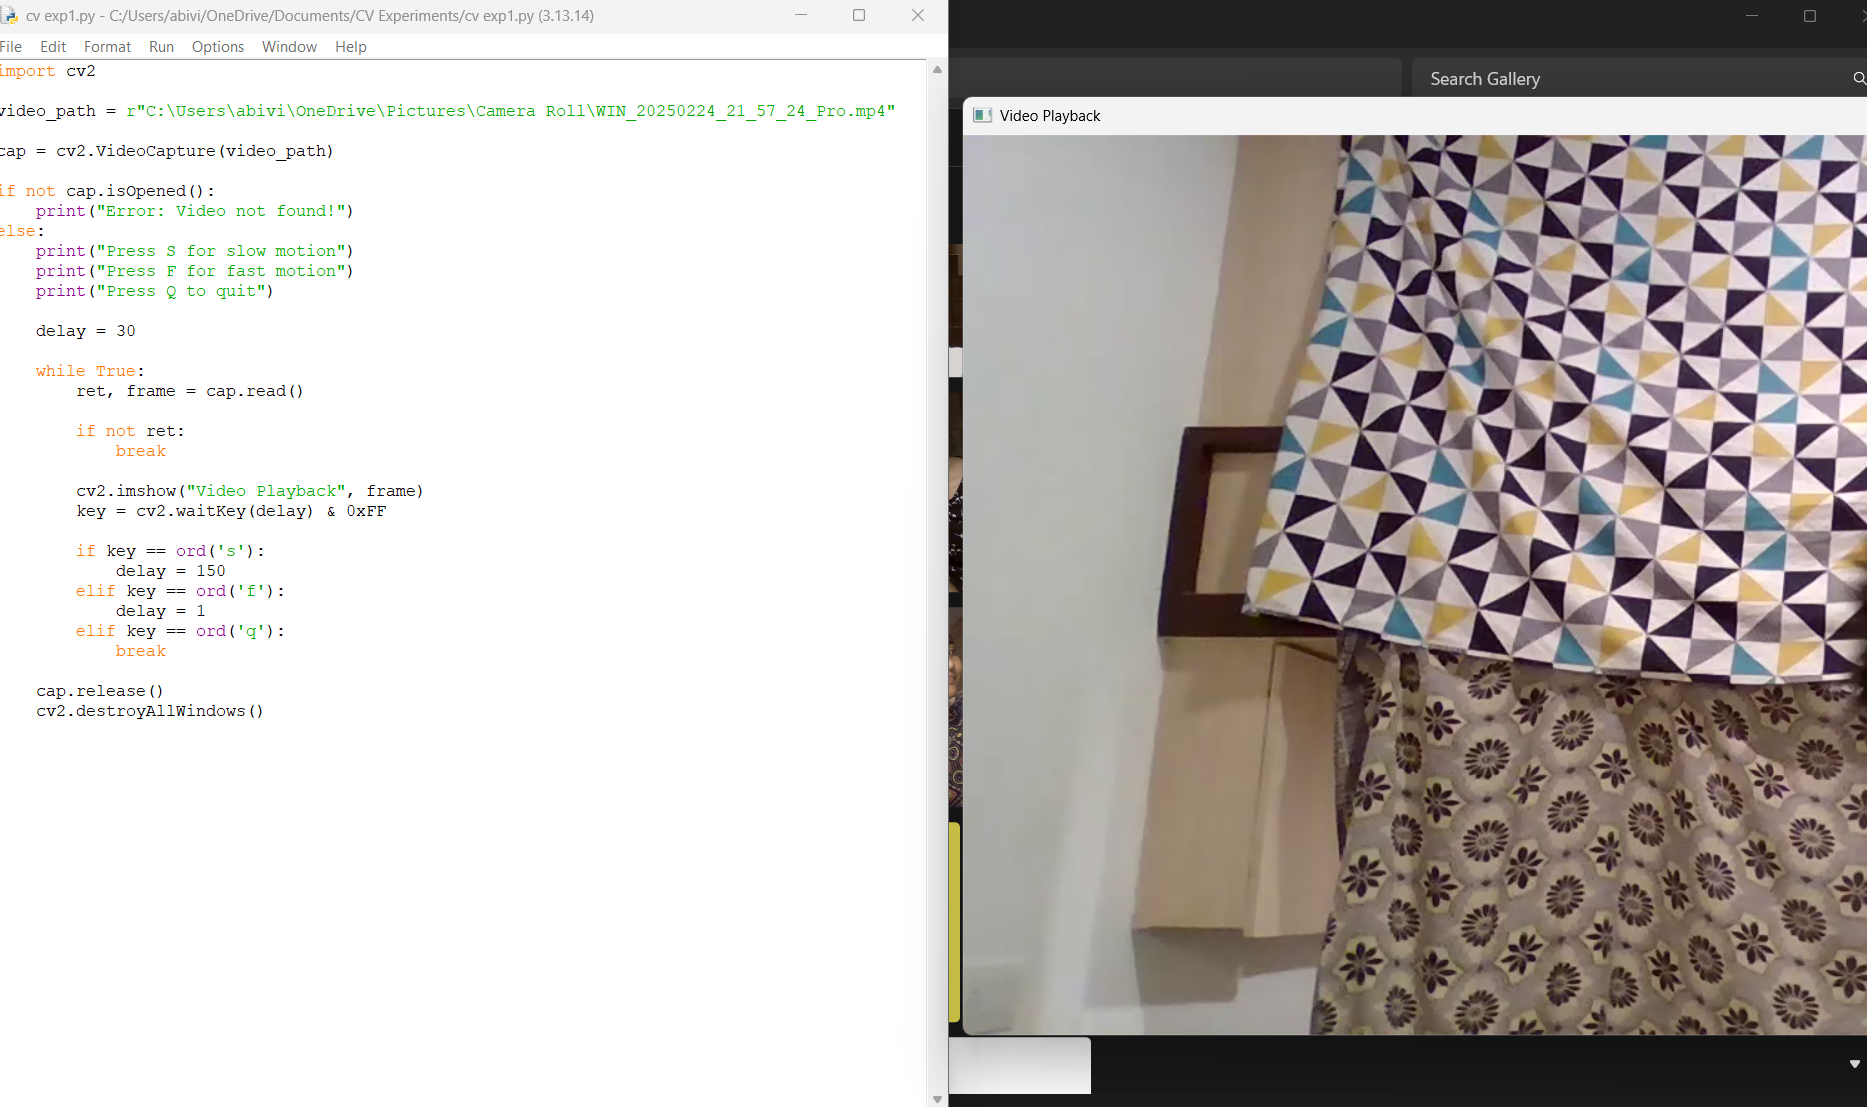 cv exp1.py - C:/Users/abivi/OneDrive/Documents/CV Experiments/cv exp1.py (3.13.14)
File Edit Format Run Options Window Help
import cv2
video_path = r"C:\Users\abivi\OneDrive\Pictures\Camera Roll\WIN_20250224_21_57_24_Pro.mp4"
cap = cv2.VideoCapture(video_path)
if not cap.isOpened():
    print("Error: Video not found!")
else:
    print("Press S for slow motion")
    print("Press F for fast motion")
    print("Press Q to quit")
    delay = 30
    while True:
        ret, frame = cap.read()
        if not ret:
            break
        cv2.imshow("Video Playback", frame)
        key = cv2.waitKey(delay) & 0xFF
        if key == ord('s'):
            delay = 150
        elif key == ord('f'):
            delay = 1
        elif key == ord('q'):
            break
    cap.release()
    cv2.destroyAllWindows()
Search Gallery
Video Playback